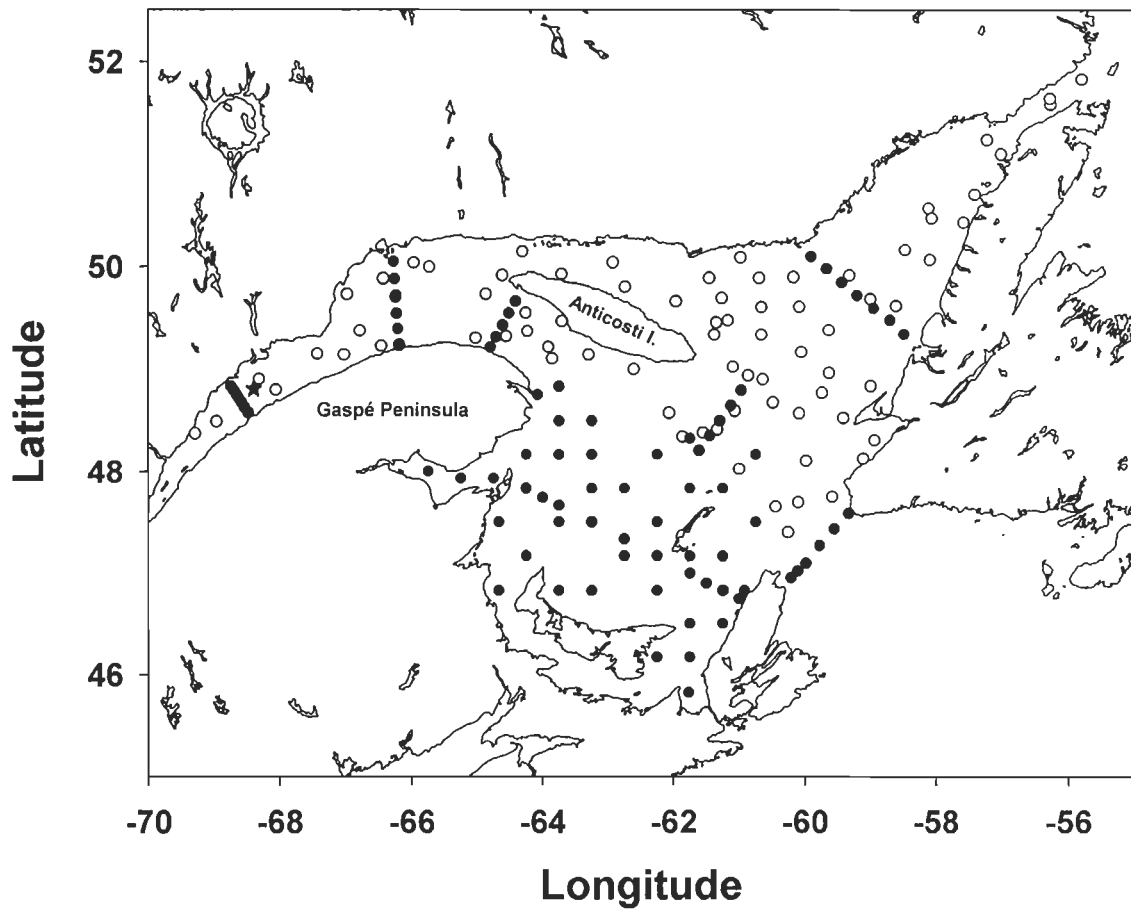 52
50
48
46
Latitude
Anticosti I.
Gaspé Peninsula
-70 -68 -66 -64 -62 -60 -58 -56
Longitude